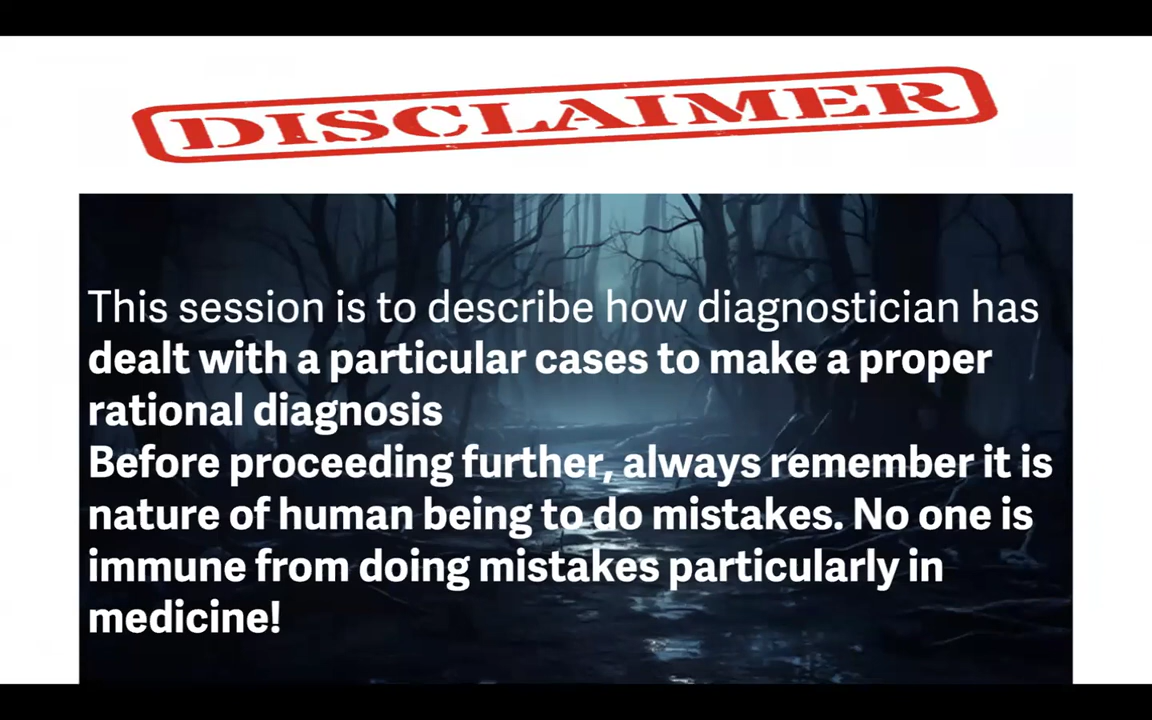 DISCLAIMER
This session is to describe how diagnostician has
dealt with a particular cases to make a proper
rational diagnosis
Before proceeding further, always remember it is
nature of human being to do mistakes. No one is
immune from doing mistakes particularly in
medicine!